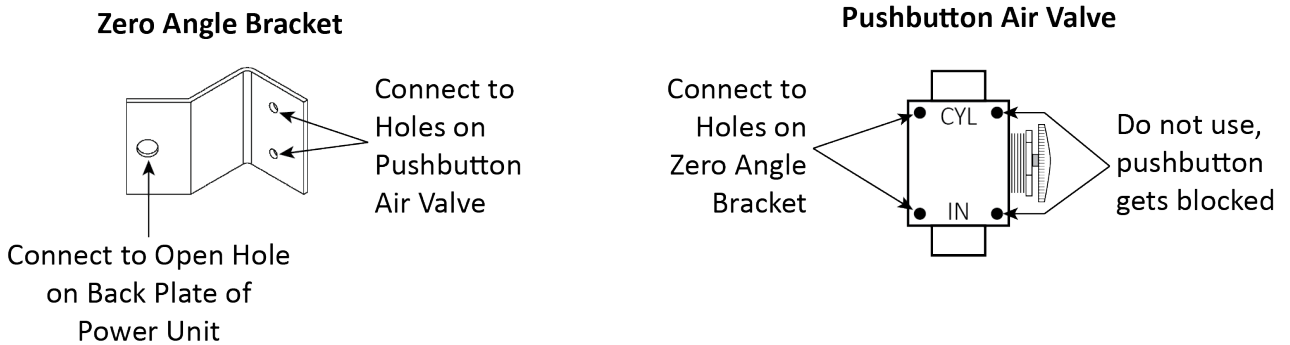 Zero Angle Bracket
Connect to
Holes on
Pushbutton
Air Valve
Connect to Open Hole
on Back Plate of
Power Unit
Pushbutton Air Valve
Connect to
Holes on
Zero Angle
Bracket
CYL
IN
Do not use,
pushbutton
gets blocked